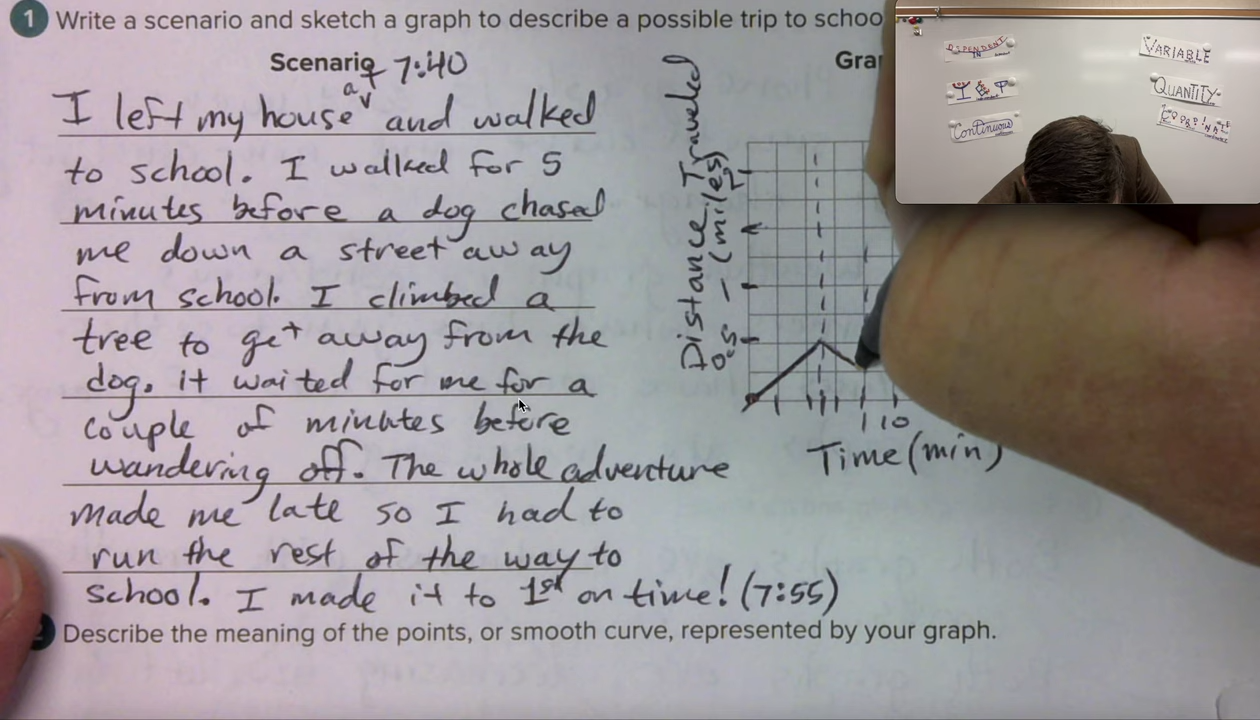 1 Write a scenario and sketch a graph to describe a possible trip to schoo
Scenario
at 7:40
I left my house and walked
to school. I walked for 5
minutes before a dog chased
me down a street away
from school. I climbed a
tree to get away from the
dog. it waited for me for a
couple of minutes before
wandering off. The whole adventure
made me late so I had to
run the rest of the way to
school. I made it to 1st on time! (7:55)
Gra
Distance Traveled
(miles)
0.5
10
Time (min)
DEPENDENT
VARIABLE
QUANTITY
Continuous
2 Describe the meaning of the points, or smooth curve, represented by your graph.